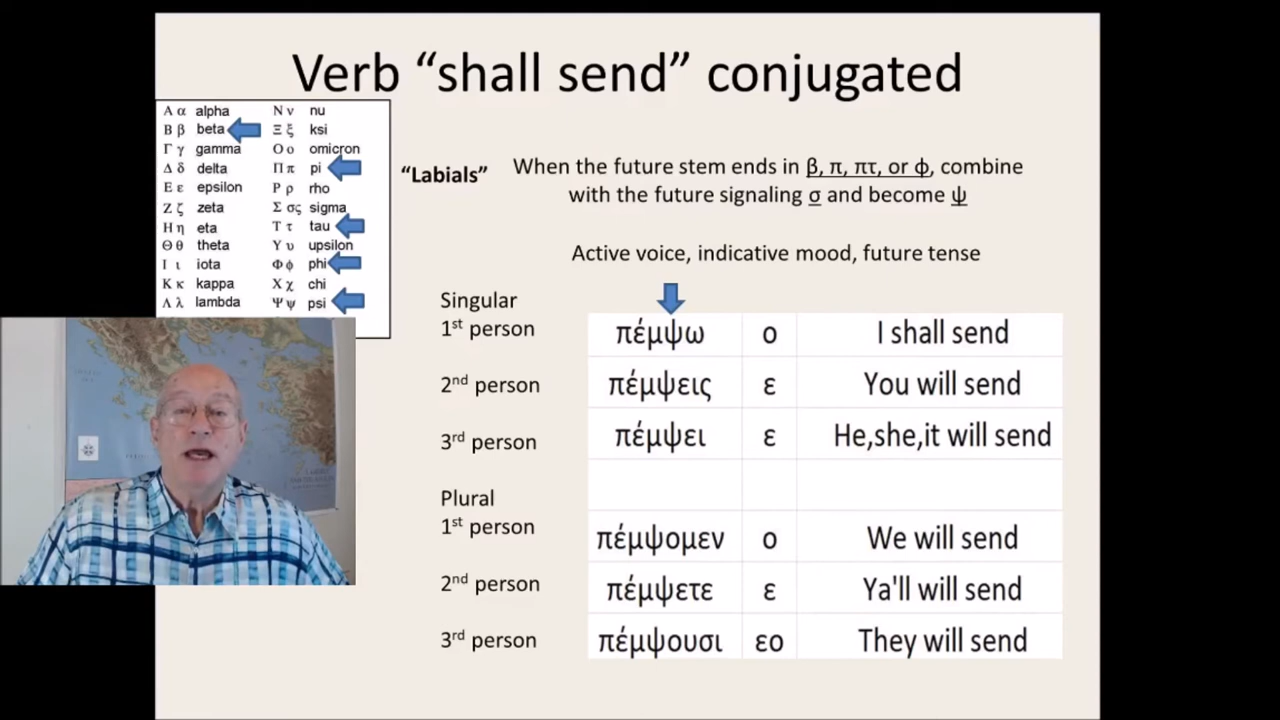 Verb “shall send” conjugated
Α α alpha Ν ν nu
Β β beta Ξ ξ ksi
Γ γ gamma Ο ο omicron
Δ δ delta Π π pi
Ε ε epsilon Ρ ρ rho
Ζ ζ zeta Σ σς sigma
Η η eta Τ τ tau
Θ θ theta Υ υ upsilon
Ι ι iota Φ ϕ phi
Κ κ kappa Χ χ chi
Λ λ lambda Ψ ψ psi
“Labials” When the future stem ends in β, π, πτ, or ϕ, combine
with the future signaling σ and become ψ
Active voice, indicative mood, future tense
Singular
1st person πέμψω ο I shall send
2nd person πέμψεις ε You will send
3rd person πέμψει ε He,she,it will send
Plural
1st person πέμψομεν ο We will send
2nd person πέμψετε ε Ya'll will send
3rd person πέμψουσι εο They will send